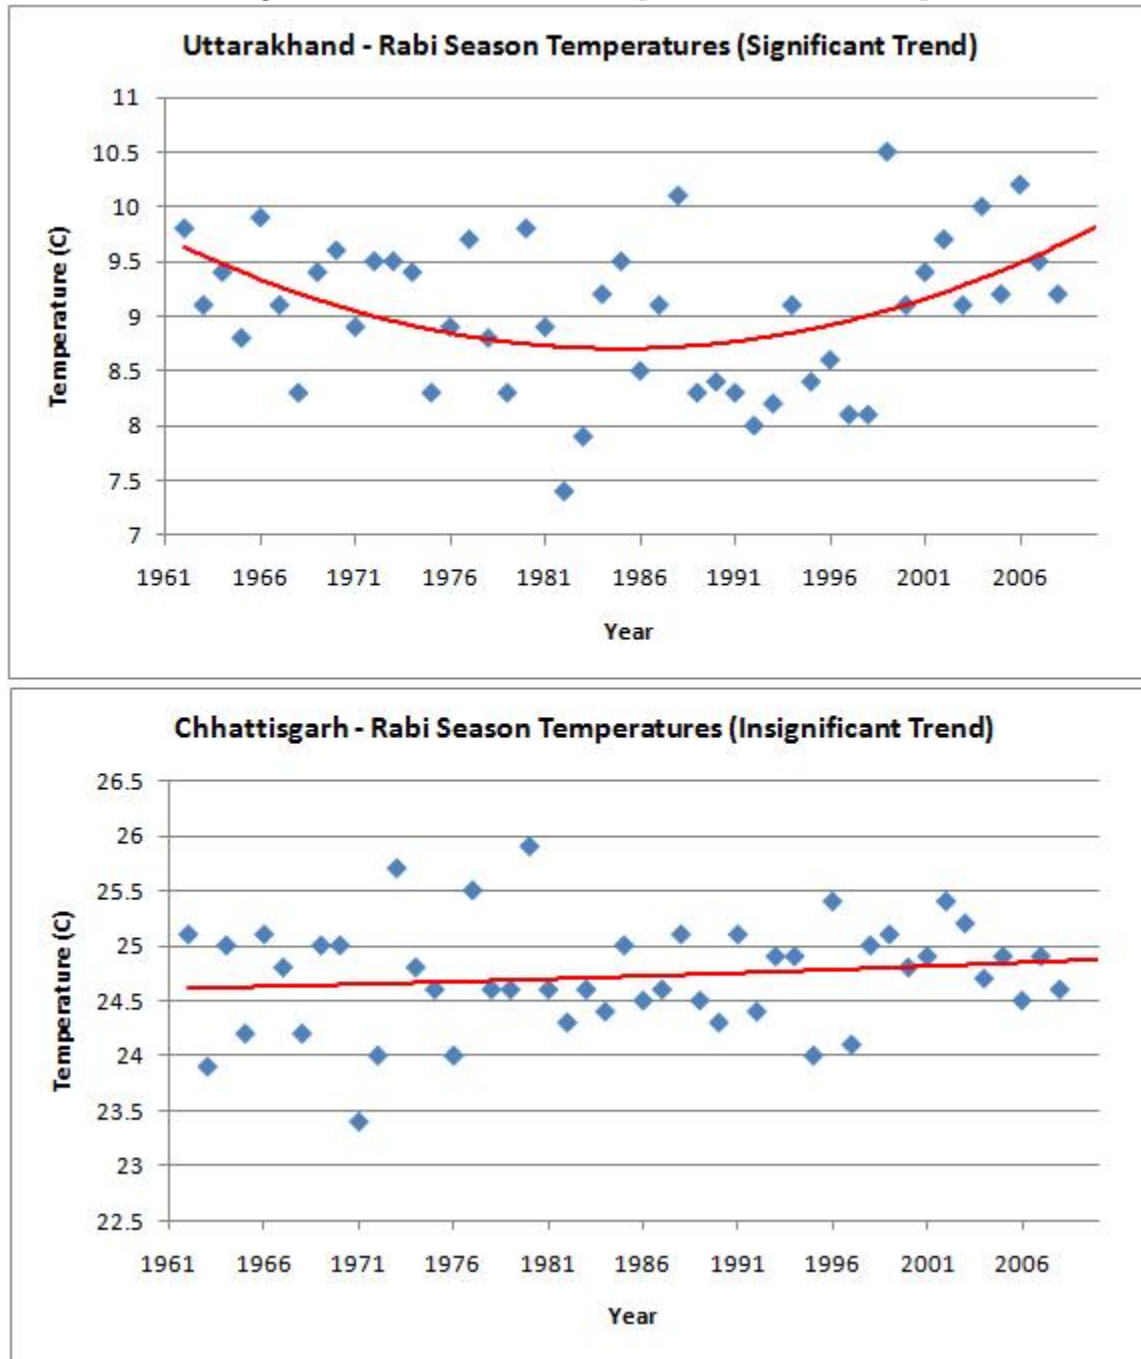 Uttarakhand - Rabi Season Temperatures (Significant Trend)
11
10.5
10
9.5
9
8.5
8
7.5
7
Temperature (C)
1961 1966 1971 1976 1981 1986 1991 1996 2001 2006
Year
Chhattisgarh - Rabi Season Temperatures (Insignificant Trend)
26.5
26
25.5
25
24.5
24
23.5
23
22.5
Temperature (C)
1961 1966 1971 1976 1981 1986 1991 1996 2001 2006
Year